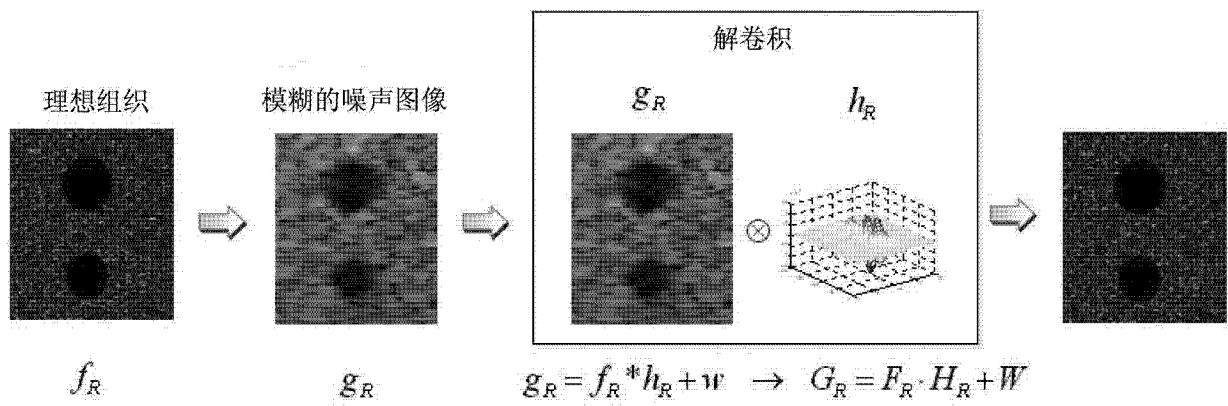 解卷积
理想组织
模糊的噪声图像
g_R
h_R
⊗
f_R
g_R
g_R = f_R * h_R + w → G_R = F_R · H_R + W